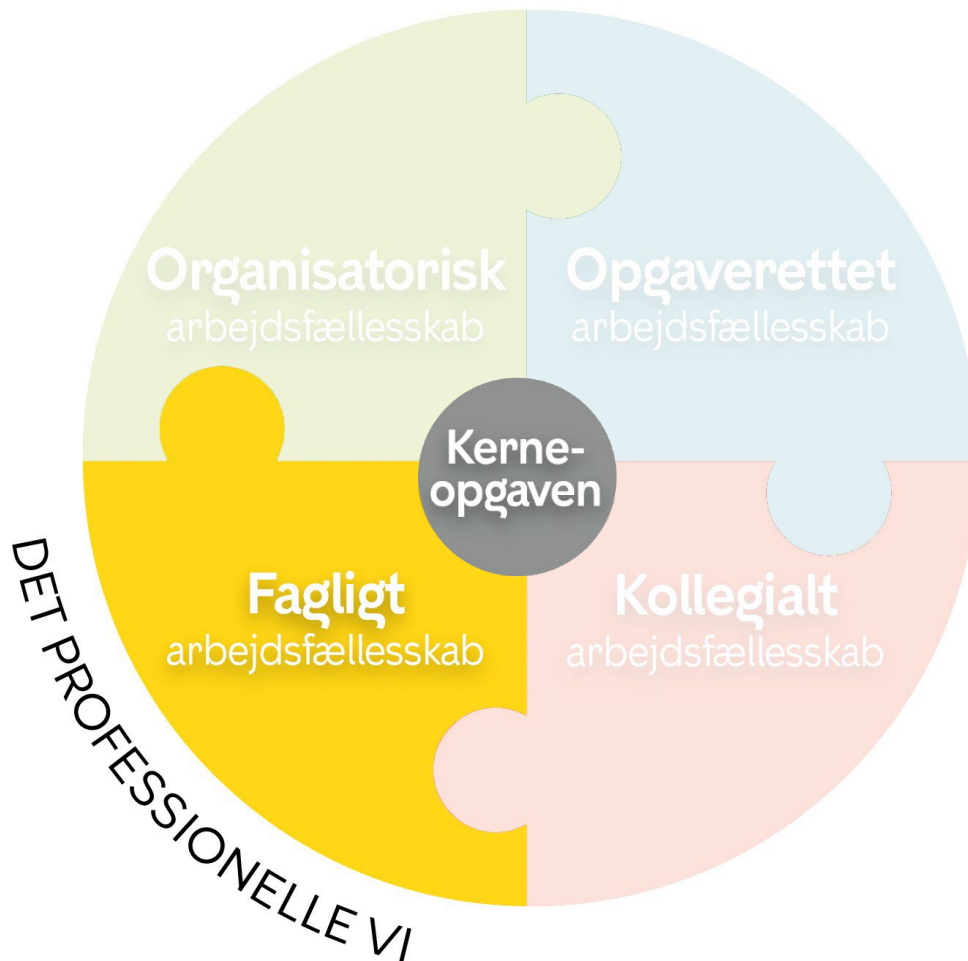 Organisatorisk
arbejdsfællesskab
Opgaverettet
arbejdsfællesskab
Kerne-
opgaven
Fagligt
arbejdsfællesskab
Kollegialt
arbejdsfællesskab
DET PROFESSIONELLE VI